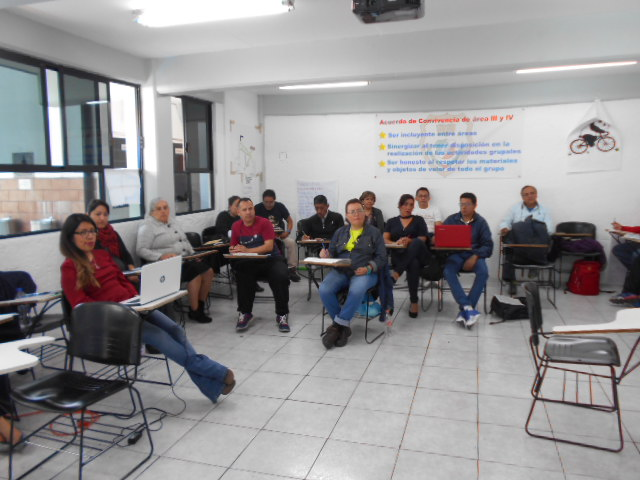 Acuerdo de Convivencia de área III y IV
Ser incluyente entre áreas
Sinergizar al tener disposición en la
realización de las actividades grupales
Ser honesto al respetar los materiales
y objetos de valor de todo el grupo